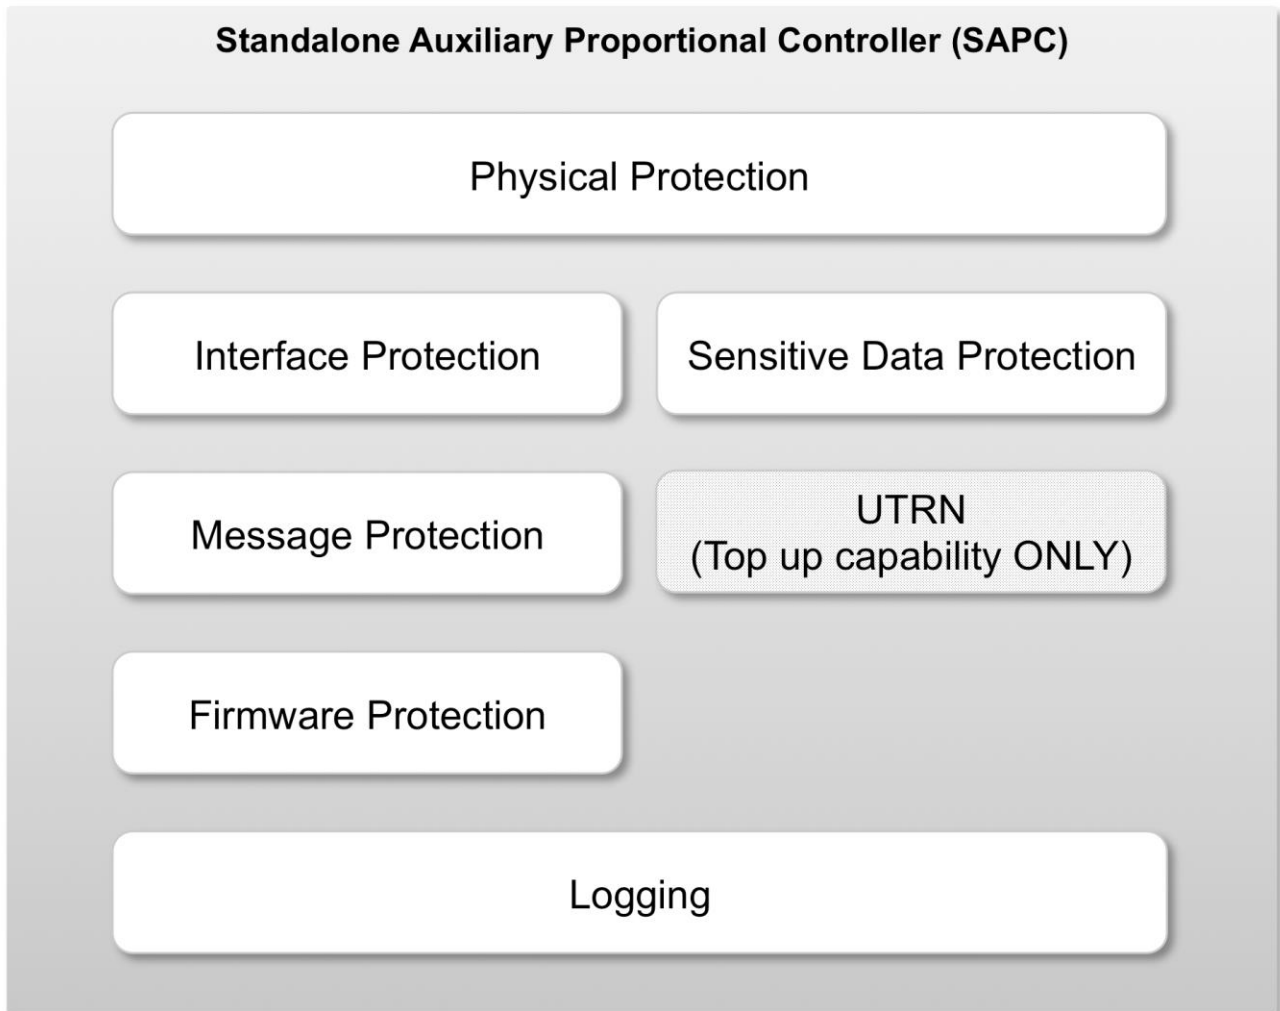 Standalone Auxiliary Proportional Controller (SAPC)
Physical Protection
Interface Protection
Sensitive Data Protection
Message Protection
UTRN
(Top up capability ONLY)
Firmware Protection
Logging